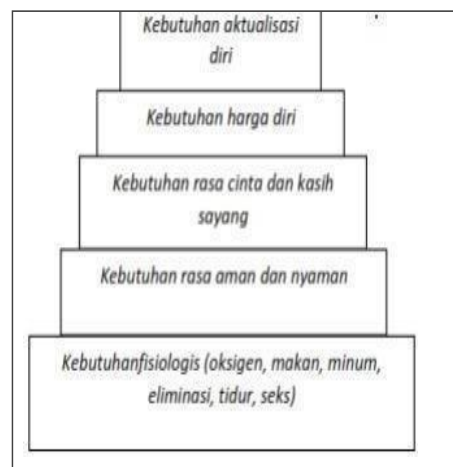 Kebutuhan aktualisasi
diri
Kebutuhan harga diri
Kebutuhan rasa cinta dan kasih
sayang
Kebutuhan rasa aman dan nyaman
Kebutuhanfisiologis (oksigen, makan, minum,
eliminasi, tidur, seks)